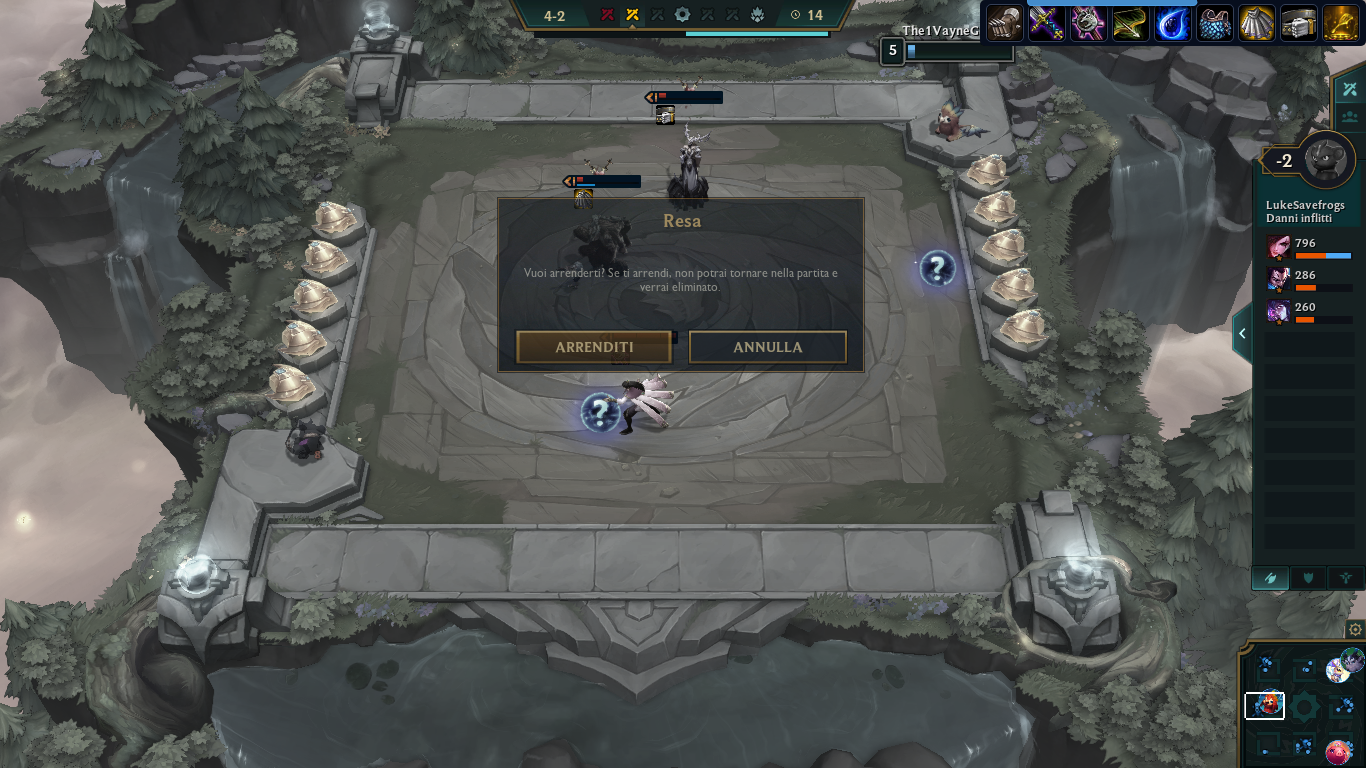 4-2
14
The1VayneG
5
-2
LukeSavefrogs
Danni inflitti
796
286
260
Resa
Vuoi arrenderti? Se ti arrendi, non potrai tornare nella partita e
verrai eliminato.
ARRENDITI
ANNULLA
?
?